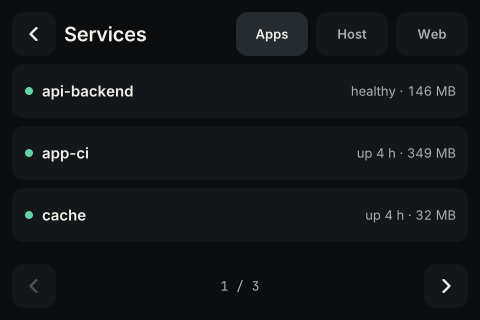 Services Apps Host Web
api-backend healthy · 146 MB
app-ci up 4 h · 349 MB
cache up 4 h · 32 MB
1 / 3